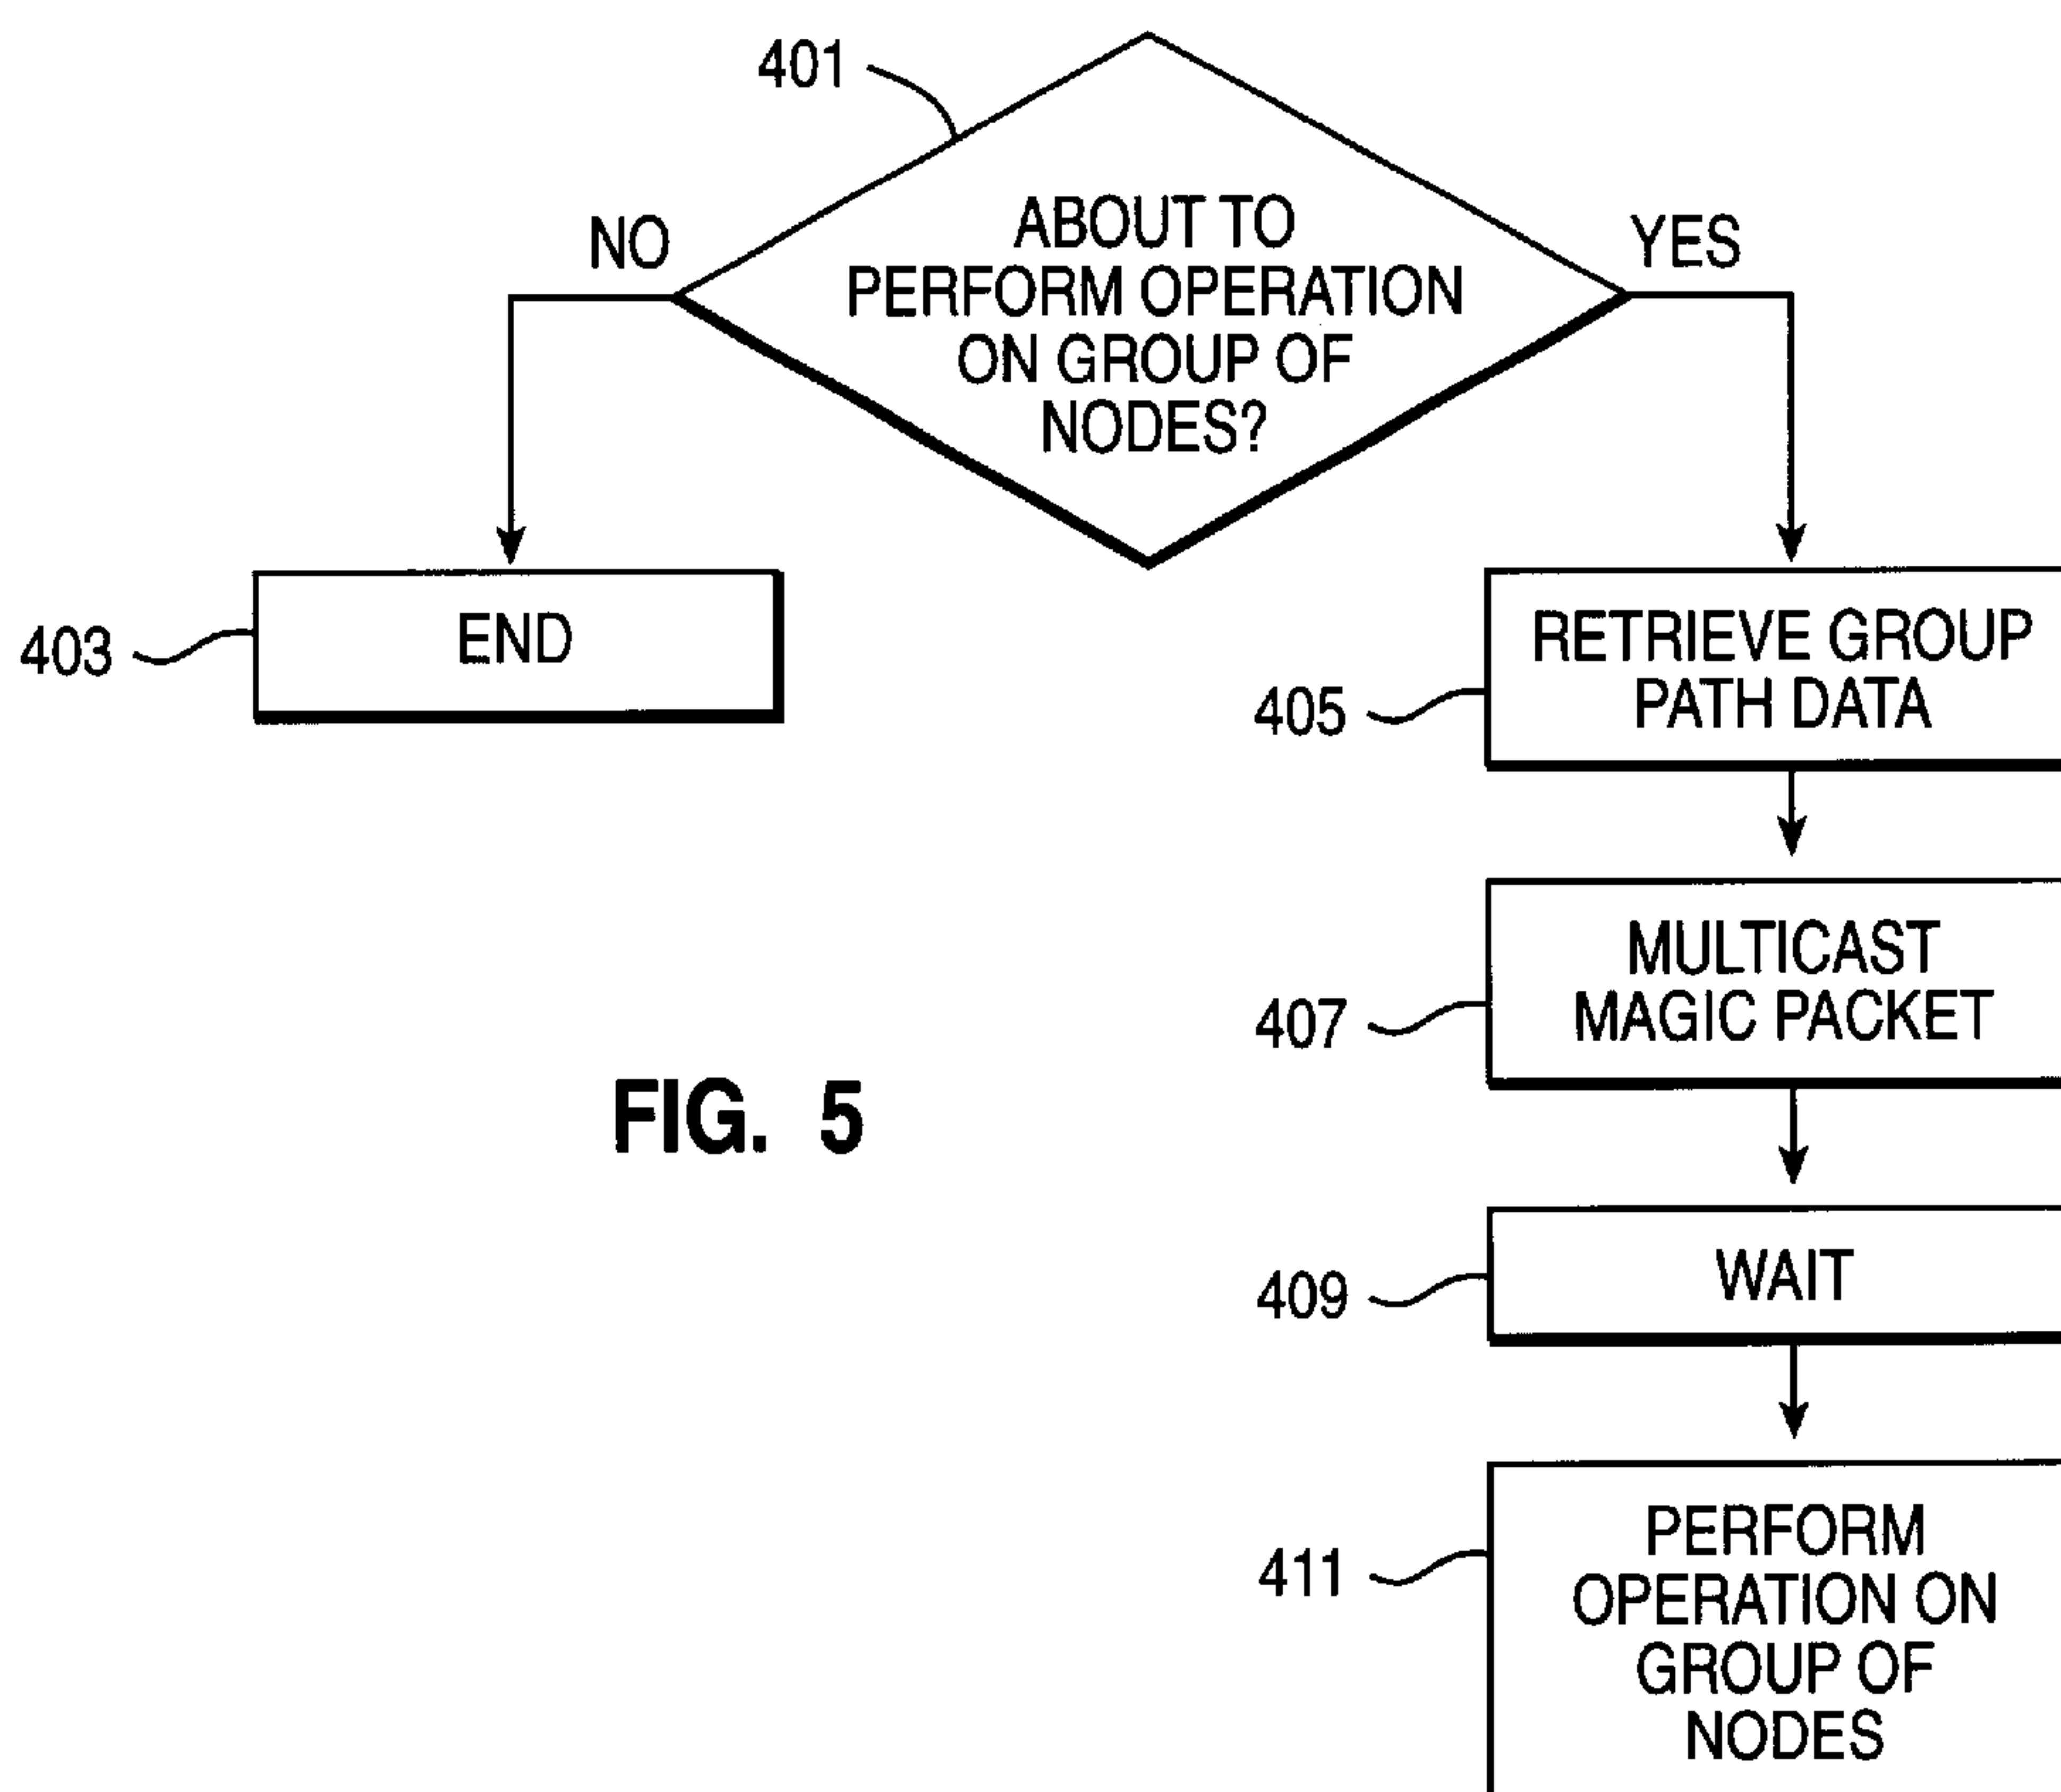 401
ABOUT TO
PERFORM OPERATION
ON GROUP OF
NODES?
NO
YES
403
END
405
RETRIEVE GROUP
PATH DATA
407
MULTICAST
MAGIC PACKET
FIG. 5
409
WAIT
411
PERFORM
OPERATION ON
GROUP OF
NODES